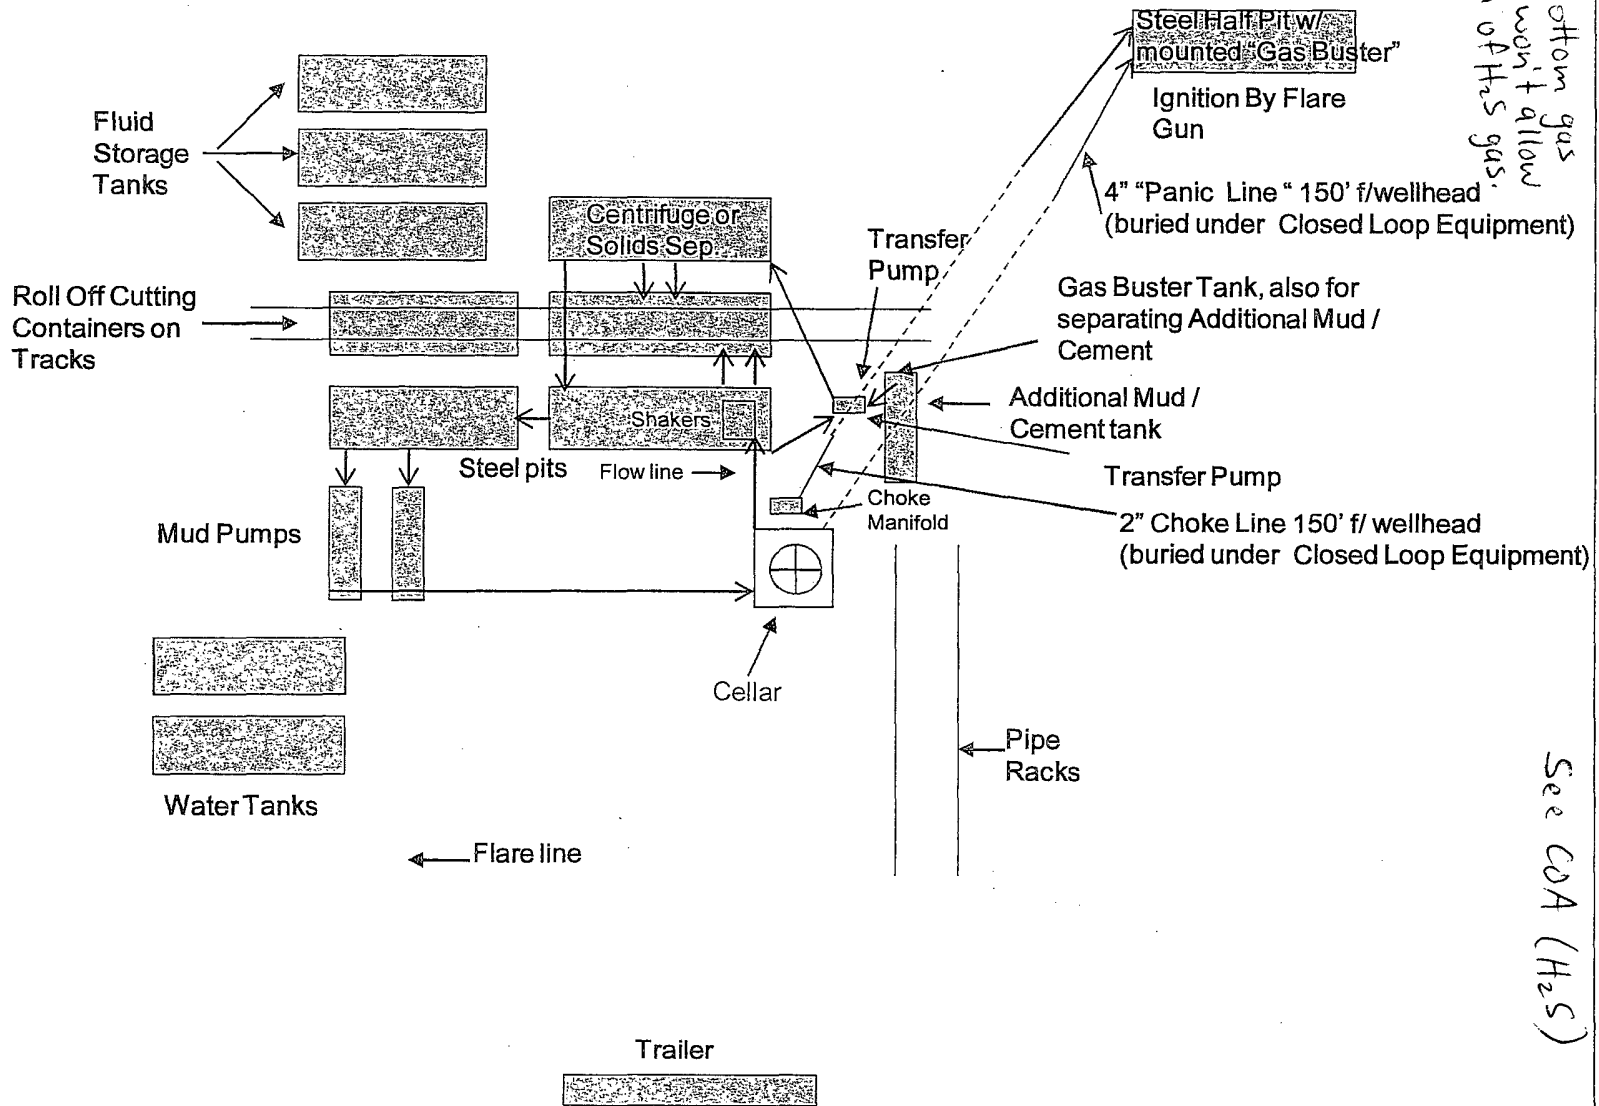 Steel Half Pit w/
mounted “Gas Buster”
Ignition By Flare
Gun
ottom gas
won't allow
of H2S gas.
Fluid
Storage
Tanks
4” “Panic Line “ 150’ f/wellhead
(buried under Closed Loop Equipment)
Centrifuge or
Solids Sep.
Transfer
Pump
Roll Off Cutting
Containers on
Tracks
Gas Buster Tank, also for
separating Additional Mud /
Cement
Additional Mud /
Cement tank
Shakers
Steel pits
Flow line
Transfer Pump
Choke
Manifold
2” Choke Line 150’ f/ wellhead
(buried under Closed Loop Equipment)
Mud Pumps
Cellar
Pipe
Racks
Water Tanks
Flare line
See COA (H2S)
Trailer